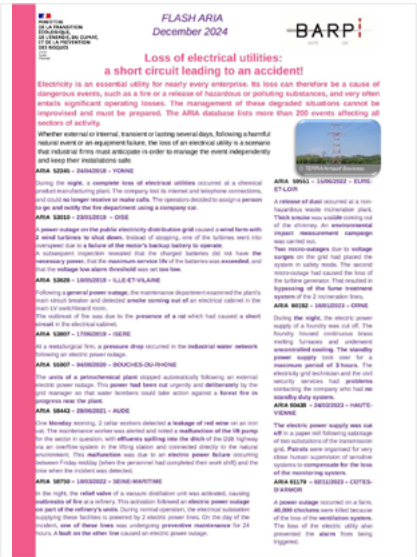 MINISTÈRE
DE LA TRANSITION
ÉCOLOGIQUE,
DE L'ÉNERGIE, DU CLIMAT,
ET DE LA PRÉVENTION
DES RISQUES
FLASH ARIA
December 2024
BARPI
Loss of electrical utilities:
a short circuit leading to an accident!
Electricity is an essential utility for nearly every enterprise. Its loss can therefore be a cause of
dangerous events, such as a fire or a release of hazardous or polluting substances, and very often
entails significant operating losses. The management of these degraded situations cannot be
improvised and must be prepared. The ARIA database lists more than 200 events affecting all
sectors of activity.
Whether external or internal, transient or lasting several days, following a harmful
natural event or an equipment failure, the loss of an electrical utility is a scenario
that industrial firms must anticipate in order to manage the event independently
and keep their installations safe.
ARIA 52245 - 24/04/2018 - YONNE
During the night, a complete loss of electrical utilities occurred at a chemical
product manufacturing plant. The company lost its internet and telephone connections,
and could no longer receive or make calls. The operators decided to assign a person
to go and notify the fire department using a company car.
ARIA 53010 - 23/01/2019 - OISE
A power outage on the public electricity distribution grid caused a wind farm with
2 wind turbines to shut down. Instead of stopping, one of the turbines went into
overspeed due to a failure of the motor's backup battery to operate.
A subsequent inspection revealed that the charged batteries did not have the
necessary power, that the maximum service life of the batteries was exceeded, and
that the voltage low alarm threshold was set too low.
ILLE-ET-VILAINE
Following a general power outage, the maintenance department examined the plant's
main circuit breaker and detected smoke coming out of an electrical cabinet in the
main LV switchboard room.
The outbreak of fire was due to the presence of a rat which had caused a short
circuit in the electrical cabinet.
ARIA 53807 - 17/06/2019 - ISERE
At a metallurgical firm, a pressure drop occurred in the industrial water network
following an electric power outage.
ARIA 55907 - 04/08/2020 - BOUCHES-DU-RHONE
The units of a petrochemical plant stopped automatically following an external
electric power outage. This power had been cut urgently and deliberately by the
grid manager so that water bombers could take action against a forest fire in
progress near the plant.
ARIA 58443 - 28/06/2021 - AUDE
One Monday morning, 2 cellar workers detected a leakage of red wine on an iron
The maintenance worker was alerted and noted a malfunction of the lift pump
for the sector in question, with effluents spilling into the ditch of the highway
via an overflow system in the lifting station and connected directly to the natural
environment. This malfunction was due to an electric power failure occurring
between Friday midday (when the personnel had completed their work shift) and the
time when the incident was detected.
ARIA 58750 - 10/03/2022 - SEINE-MARITIME
In the night, the relief valve of a vacuum distillation unit was activated, causing
outbreaks of fire at a refinery. This activation followed an electric power outage
on part of the refinery's units. During normal operation, the electrical substation
supplying these facilities is powered by 2 electric power lines. On the day of the
incident, one of these lines was undergoing preventive maintenance for 24
hours. A fault on the other line caused an electric power outage.
ARIA 59551 - 15/06/2022 - EURE-
ET-LOIR
A release of dust occurred at a non-
hazardous waste incineration plant.
Thick smoke was visible coming out
of the chimney. An environmental
impact measurement campaign
was carried out.
Two micro-outages due to voltage
surges on the grid had placed the
system in safety mode. The second
micro-outage had caused the loss of
the turbine generator. That resulted in
bypassing of the fume treatment
system of the 2 incineration lines.
ARIA 60192 - 16/01/2023 - ORNE
During the night, the electric power
supply of a foundry was cut off. The
foundry housed continuous brass
melting furnaces and underwent
uncontrolled cooling. The standby
power supply took over for a
maximum period of 3 hours. The
electricity grid technician and the civil
security services had problems
contacting the company who had no
standby duty system.
ARIA 60435 - 24/03/2023 - HAUTE-
VIENNE
The electric power supply was cut
off in a paper mill following sabotage
of two substations of the transmission
grid. Patrols were organised for very
close human supervision of sensitive
systems to compensate for the loss
of the monitoring system.
ARIA 61179 - 02/11/2023 - COTES-
D'ARMOR
A power outage occurred on a farm.
40,000 chickens were killed because
of the loss of the ventilation system.
The loss of the electric utility also
prevented the alarm from being
triggered.